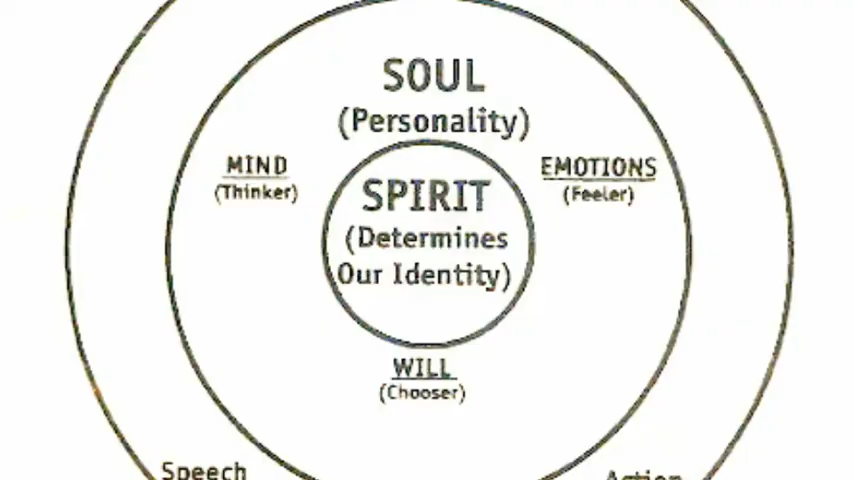 SOUL
(Personality)
MIND
(Thinker)
EMOTIONS
(Feeler)
SPIRIT
(Determines
Our Identity)
WILL
(Chooser)
Speech
Action